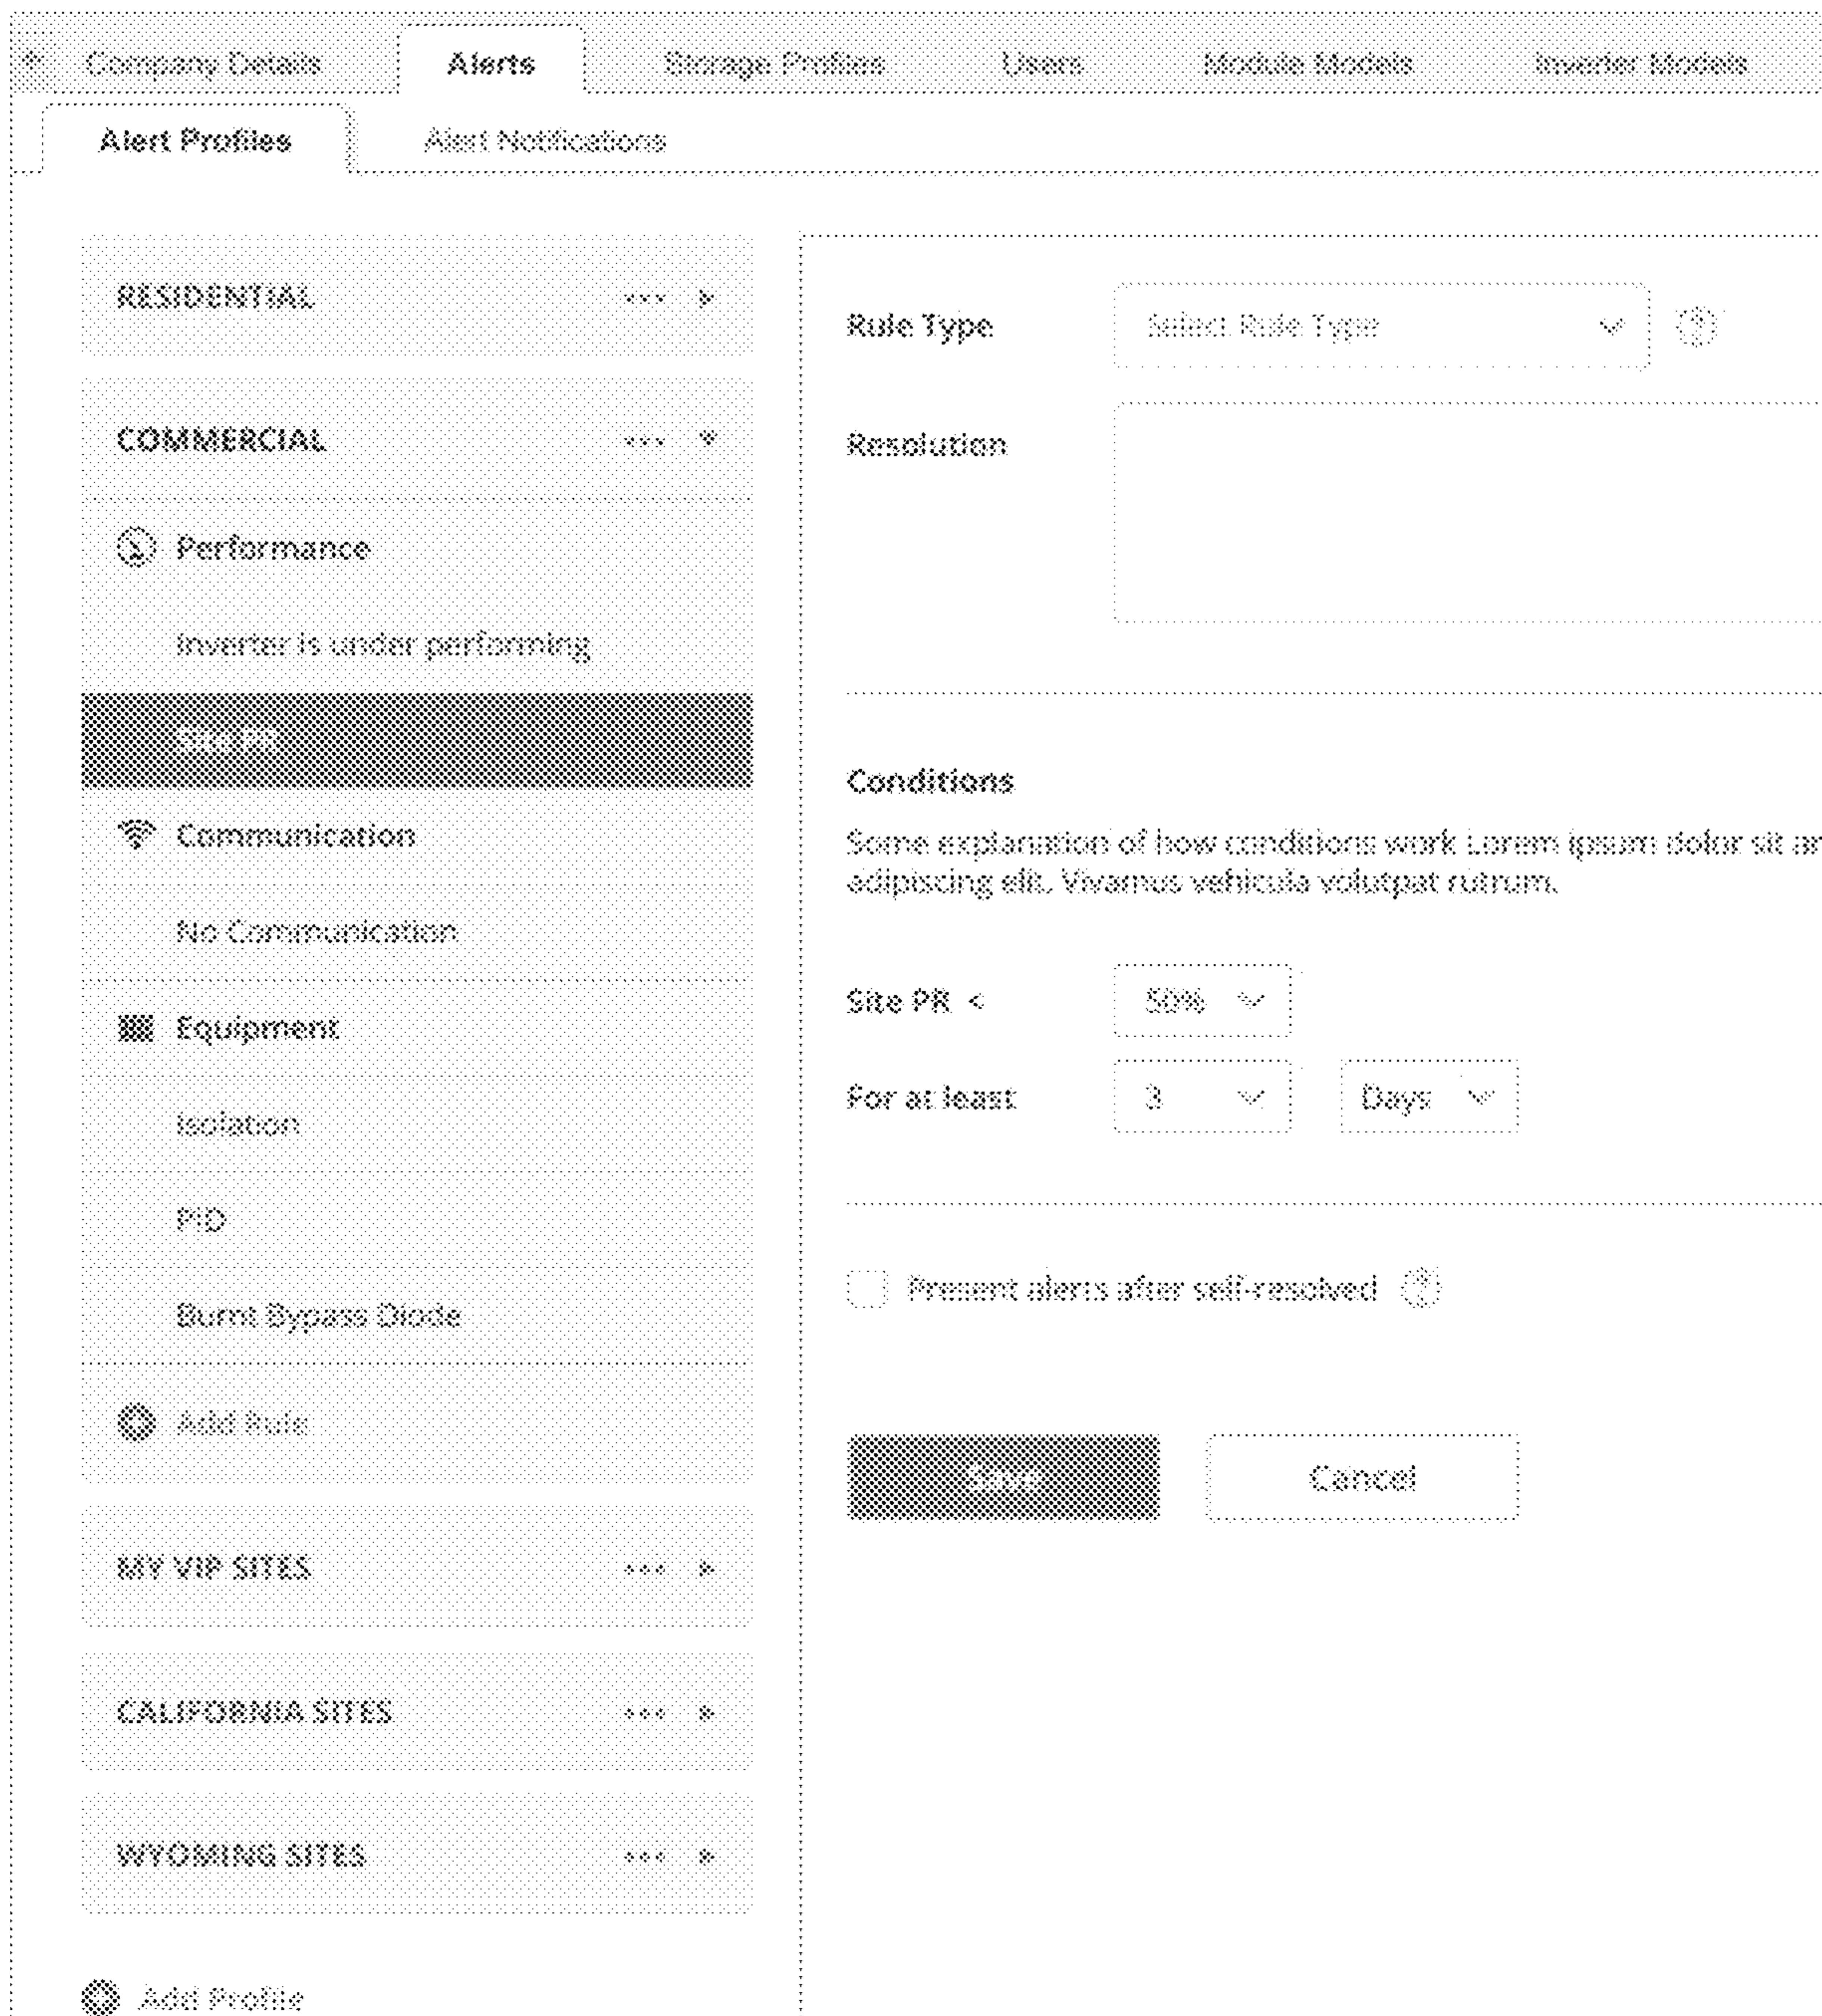 Company Details Alerts Storage Profiles Users Module Models Inverter Models
Alert Profiles Alert Notifications
RESIDENTIAL
COMMERCIAL
Performance
Inverter is under performing
Site PR
Communication
No Communication
Equipment
Isolation
PID
Burnt Bypass Diode
Add Rule
MY VIP SITES
CALIFORNIA SITES
WYOMING SITES
Add Profile
Rule Type Select Rule Type ?
Resolution
Conditions
Some explanation of how conditions work Lorem ipsum dolor sit
adipiscing elit. Vivamus vehicula volutpat rutrum.
Site PR < 50%
For at least 3 Days
Present alerts after self-resolved ?
Save Cancel